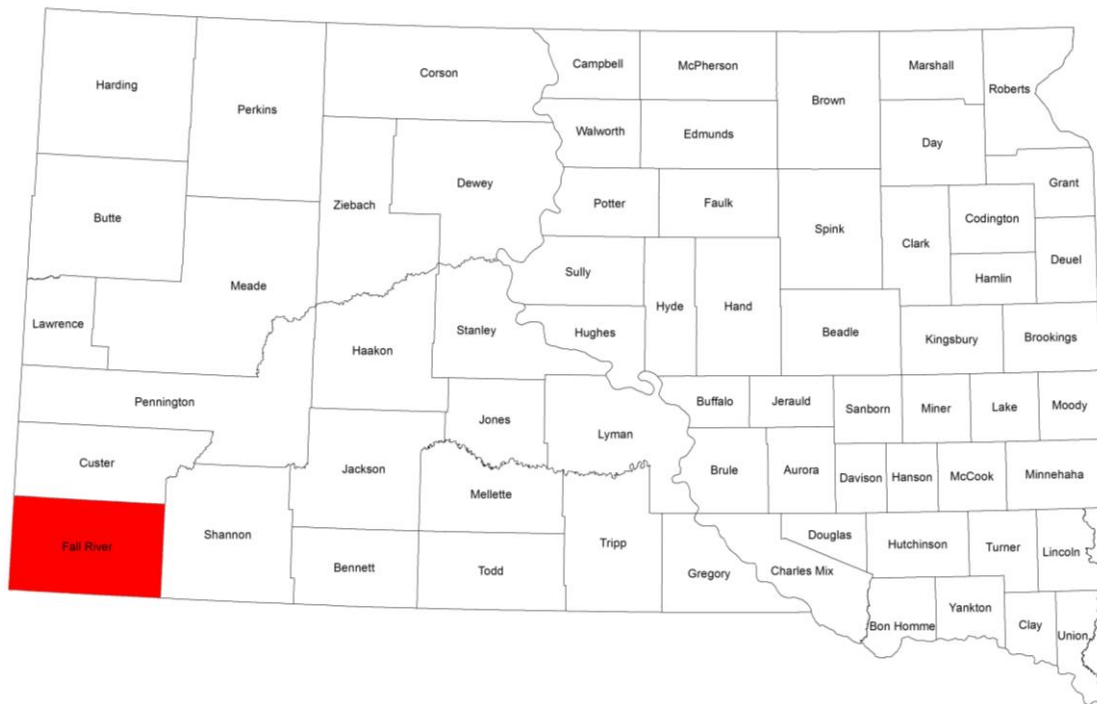 Harding
Perkins
Corson
Campbell
McPherson
Brown
Marshall
Roberts
Walworth
Edmunds
Day
Butte
Ziebach
Dewey
Potter
Faulk
Spink
Clark
Codington
Grant
Meade
Sully
Hyde
Hand
Hamlin
Deuel
Lawrence
Haakon
Stanley
Hughes
Beadle
Kingsbury
Brookings
Pennington
Jones
Lyman
Buffalo
Jerauld
Sanborn
Miner
Lake
Moody
Custer
Jackson
Mellette
Brule
Aurora
Davison
Hanson
McCook
Minnehaha
Fall River
Shannon
Bennett
Todd
Tripp
Gregory
Douglas
Charles Mix
Hutchinson
Turner
Lincoln
Bon Homme
Yankton
Clay
Union